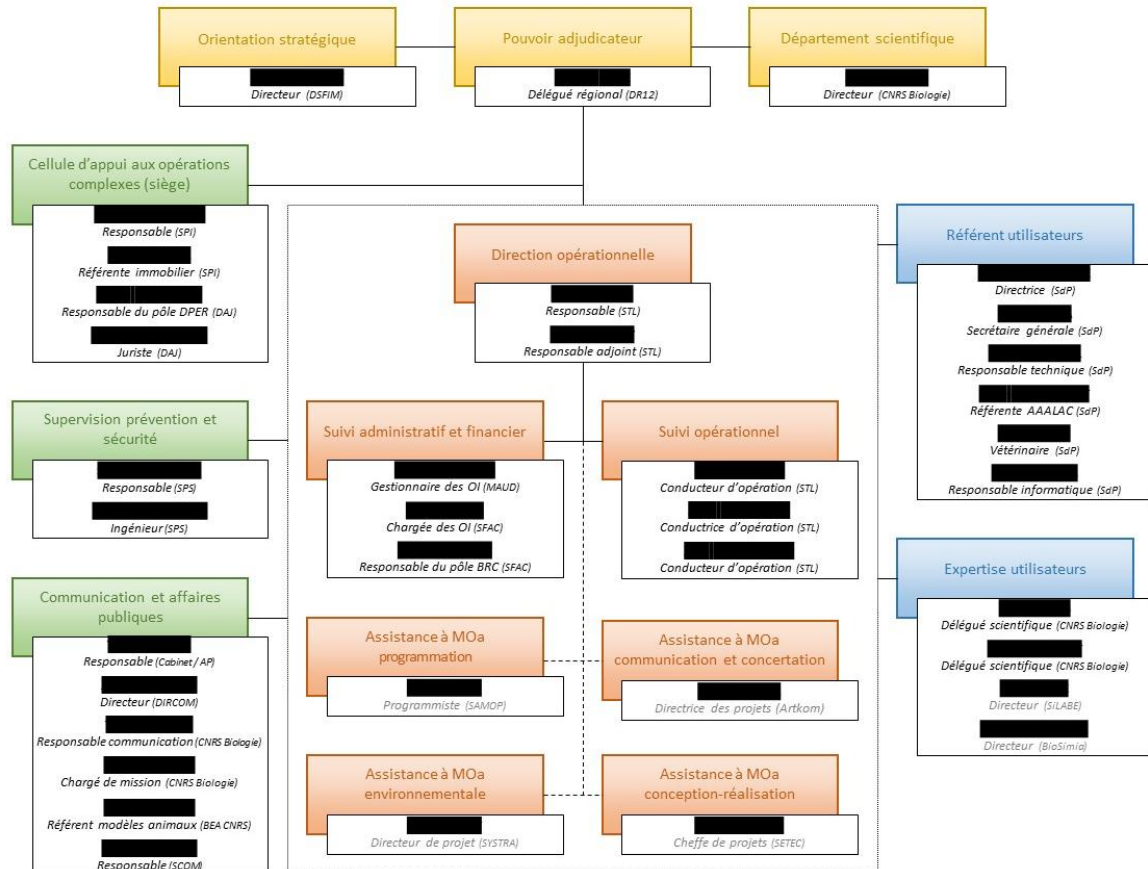 Orientation stratégique
Directeur (DSFIM)
Pouvoir adjudicateur
Délégué régional (DR12)
Département scientifique
Directeur (CNRS Biologie)
Cellule d'appui aux opérations
complexes (siège)
Responsable (SPI)
Référente immobilier (SPI)
Responsable du pôle DPER (DAJ)
Juriste (DAJ)
Supervision prévention et
sécurité
Responsable (SPS)
Ingénieur (SPS)
Communication et affaires
publiques
Responsable (Cabinet / AP)
Directeur (DIRCOM)
Responsable communication (CNRS Biologie)
Chargé de mission (CNRS Biologie)
Référent modèles animaux (BEA CNRS)
Responsable (SCOM)
Direction opérationnelle
Responsable (STL)
Responsable adjoint (STL)
Suivi administratif et financier
Gestionnaire des OI (MAUD)
Chargée des OI (SFAC)
Responsable du pôle BRC (SFAC)
Suivi opérationnel
Conducteur d'opération (STL)
Conductrice d'opération (STL)
Conducteur d'opération (STL)
Assistance à MOa
programmation
Programmiste (SAMOP)
Assistance à MOa
communication et concertation
Directrice des projets (Artkom)
Assistance à MOa
environnementale
Directeur de projet (SYSTRA)
Assistance à MOa
conception-réalisation
Cheffe de projets (SETEC)
Référent utilisateurs
Directrice (SdP)
Secrétaire générale (SdP)
Responsable technique (SdP)
Référente AAALAC (SdP)
Vétérinaire (SdP)
Responsable informatique (SdP)
Expertise utilisateurs
Délégué scientifique (CNRS Biologie)
Délégué scientifique (CNRS Biologie)
Directeur (SiLABE)
Directeur (BioSimia)